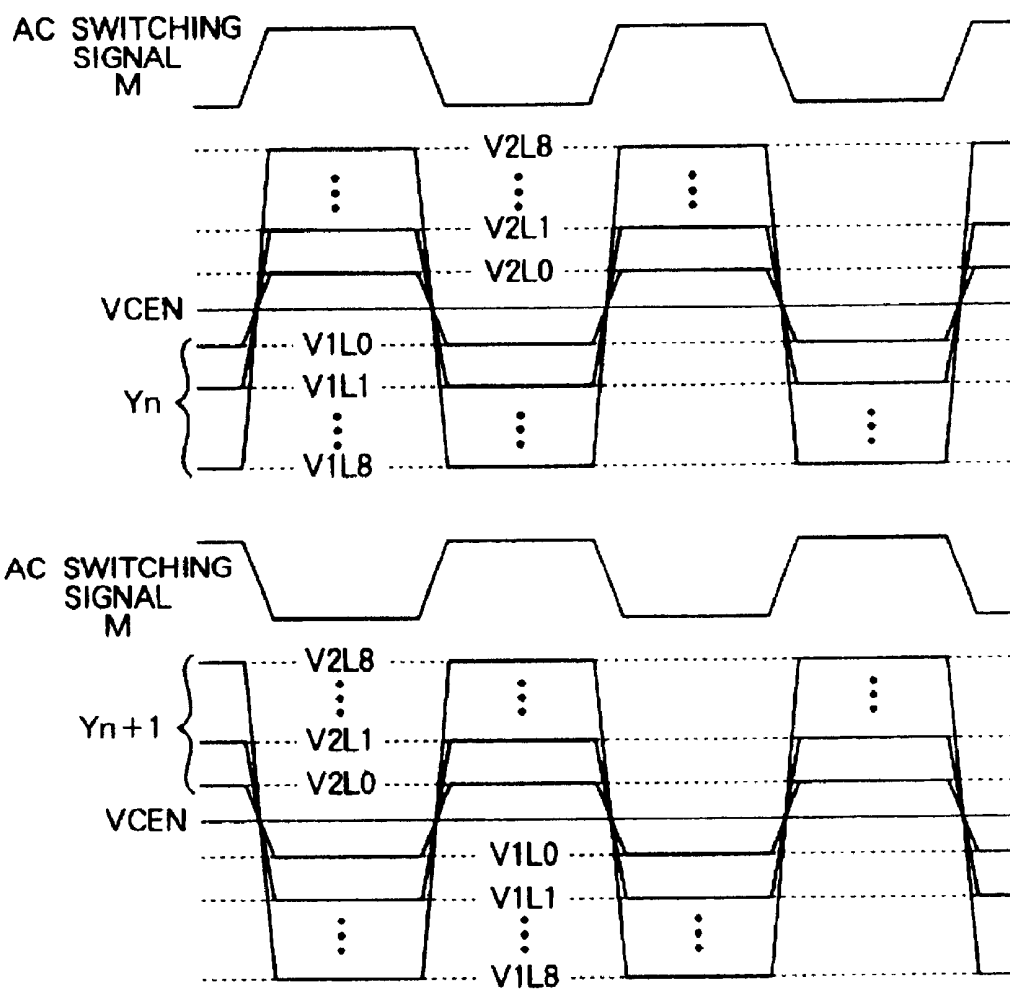 AC SWITCHING
SIGNAL
M
V2L8
V2L1
V2L0
VCEN
V1L0
V1L1
Yn
V1L8
AC SWITCHING
SIGNAL
M
V2L8
Yn+1
V2L1
V2L0
VCEN
V1L0
V1L1
V1L8